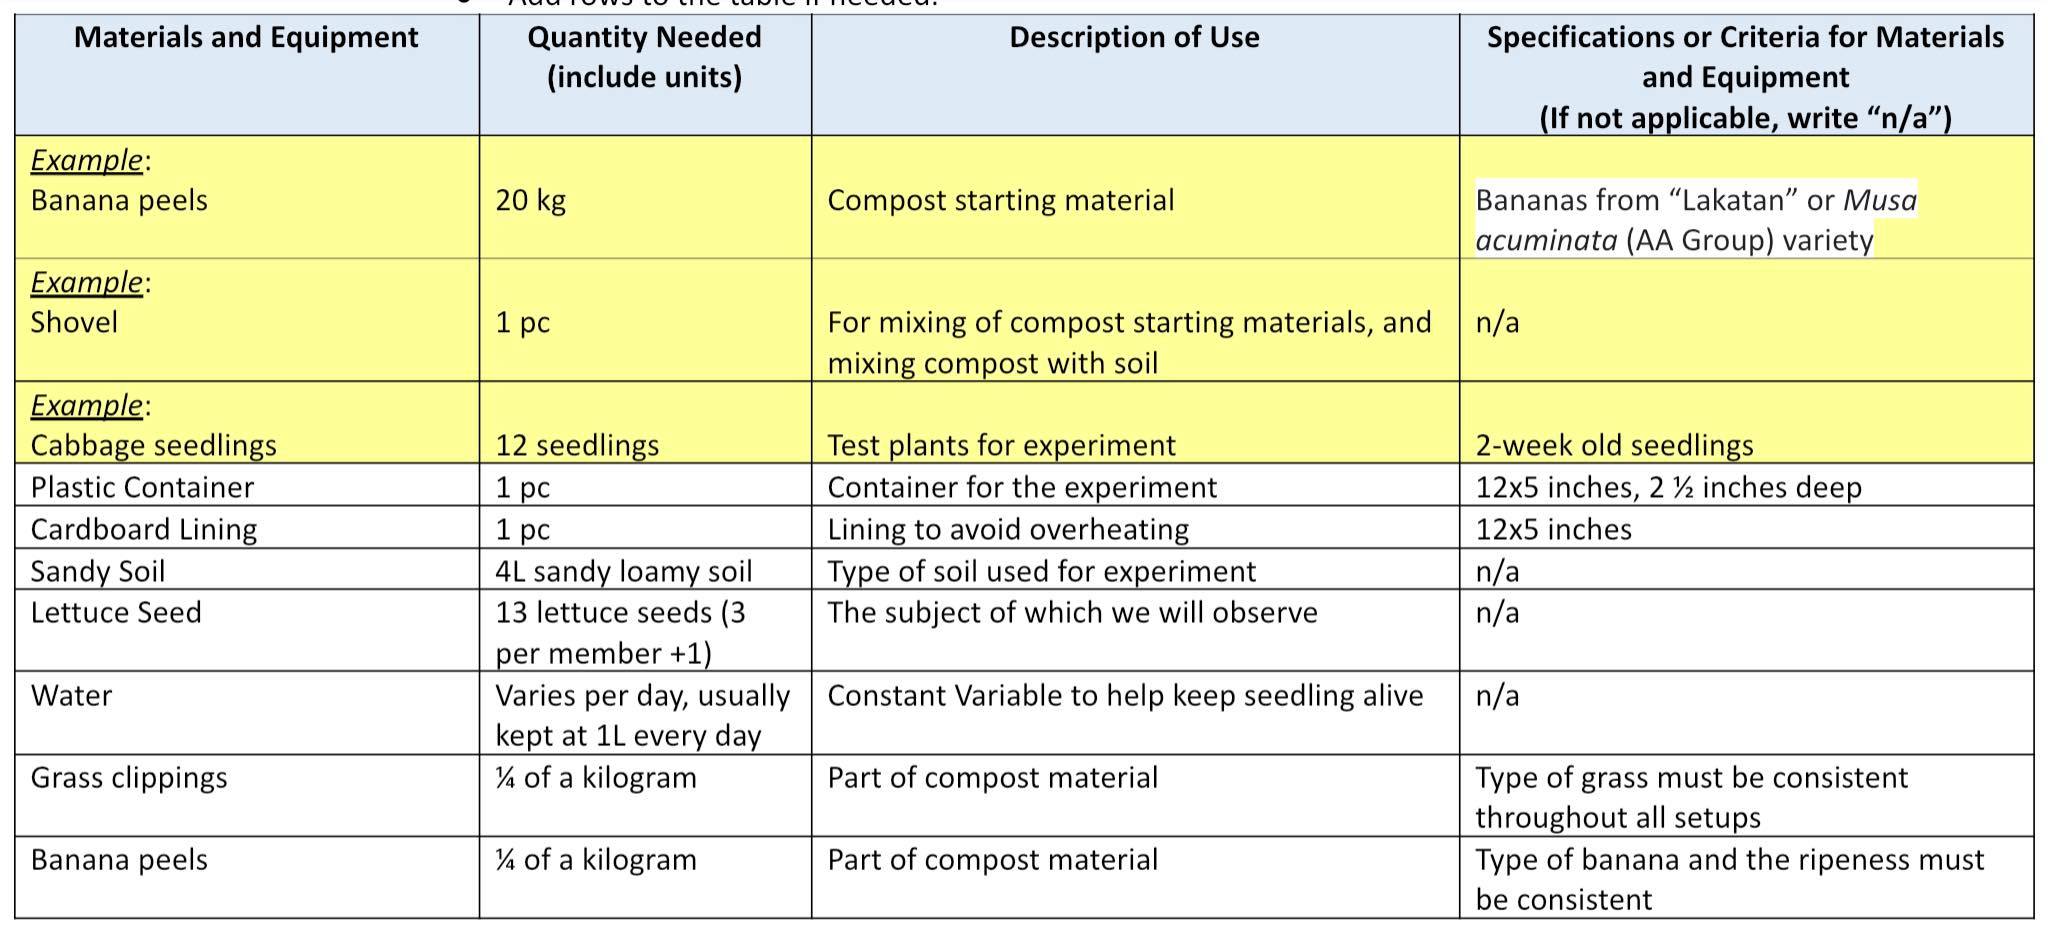 Add rows to the table if needed.
Materials and Equipment
Quantity Needed
(include units)
Description of Use
Specifications or Criteria for Materials
and Equipment
(If not applicable, write “n/a”)
Example:
Banana peels
20 kg
Compost starting material
Bananas from “Lakatan” or Musa
acuminata (AA Group) variety
Example:
Shovel
1 pc
For mixing of compost starting materials, and
mixing compost with soil
n/a
Example:
Cabbage seedlings
12 seedlings
Test plants for experiment
2-week old seedlings
Plastic Container
1 pc
Container for the experiment
12x5 inches, 2 ½ inches deep
Cardboard Lining
1 pc
Lining to avoid overheating
12x5 inches
Sandy Soil
4L sandy loamy soil
Type of soil used for experiment
n/a
Lettuce Seed
13 lettuce seeds (3
per member +1)
The subject of which we will observe
n/a
Water
Varies per day, usually
kept at 1L every day
Constant Variable to help keep seedling alive
n/a
Grass clippings
¼ of a kilogram
Part of compost material
Type of grass must be consistent
throughout all setups
Banana peels
¼ of a kilogram
Part of compost material
Type of banana and the ripeness must
be consistent